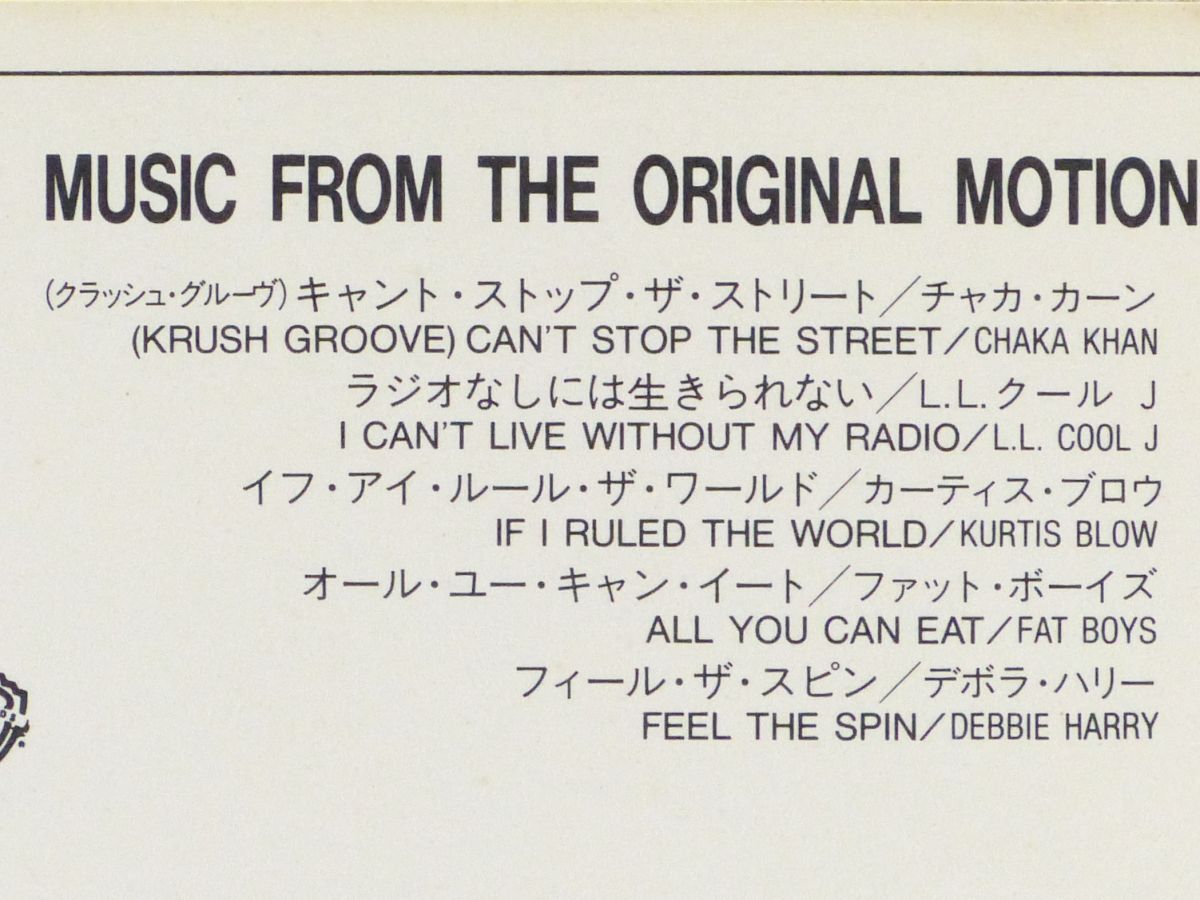 MUSIC FROM THE ORIGINAL MOTION
(クラッシュ・グルーヴ)キャント・ストップ・ザ・ストリート／チャカ・カーン
(KRUSH GROOVE) CAN'T STOP THE STREET/CHAKA KHAN
ラジオなしには生きられない／L.L.クール J
I CAN'T LIVE WITHOUT MY RADIO/L.L. COOL J
イフ・アイ・ルール・ザ・ワールド／カーティス・ブロウ
IF I RULED THE WORLD/KURTIS BLOW
オール・ユー・キャン・イート／ファット・ボーイズ
ALL YOU CAN EAT/FAT BOYS
フィール・ザ・スピン／デボラ・ハリー
FEEL THE SPIN/DEBBIE HARRY